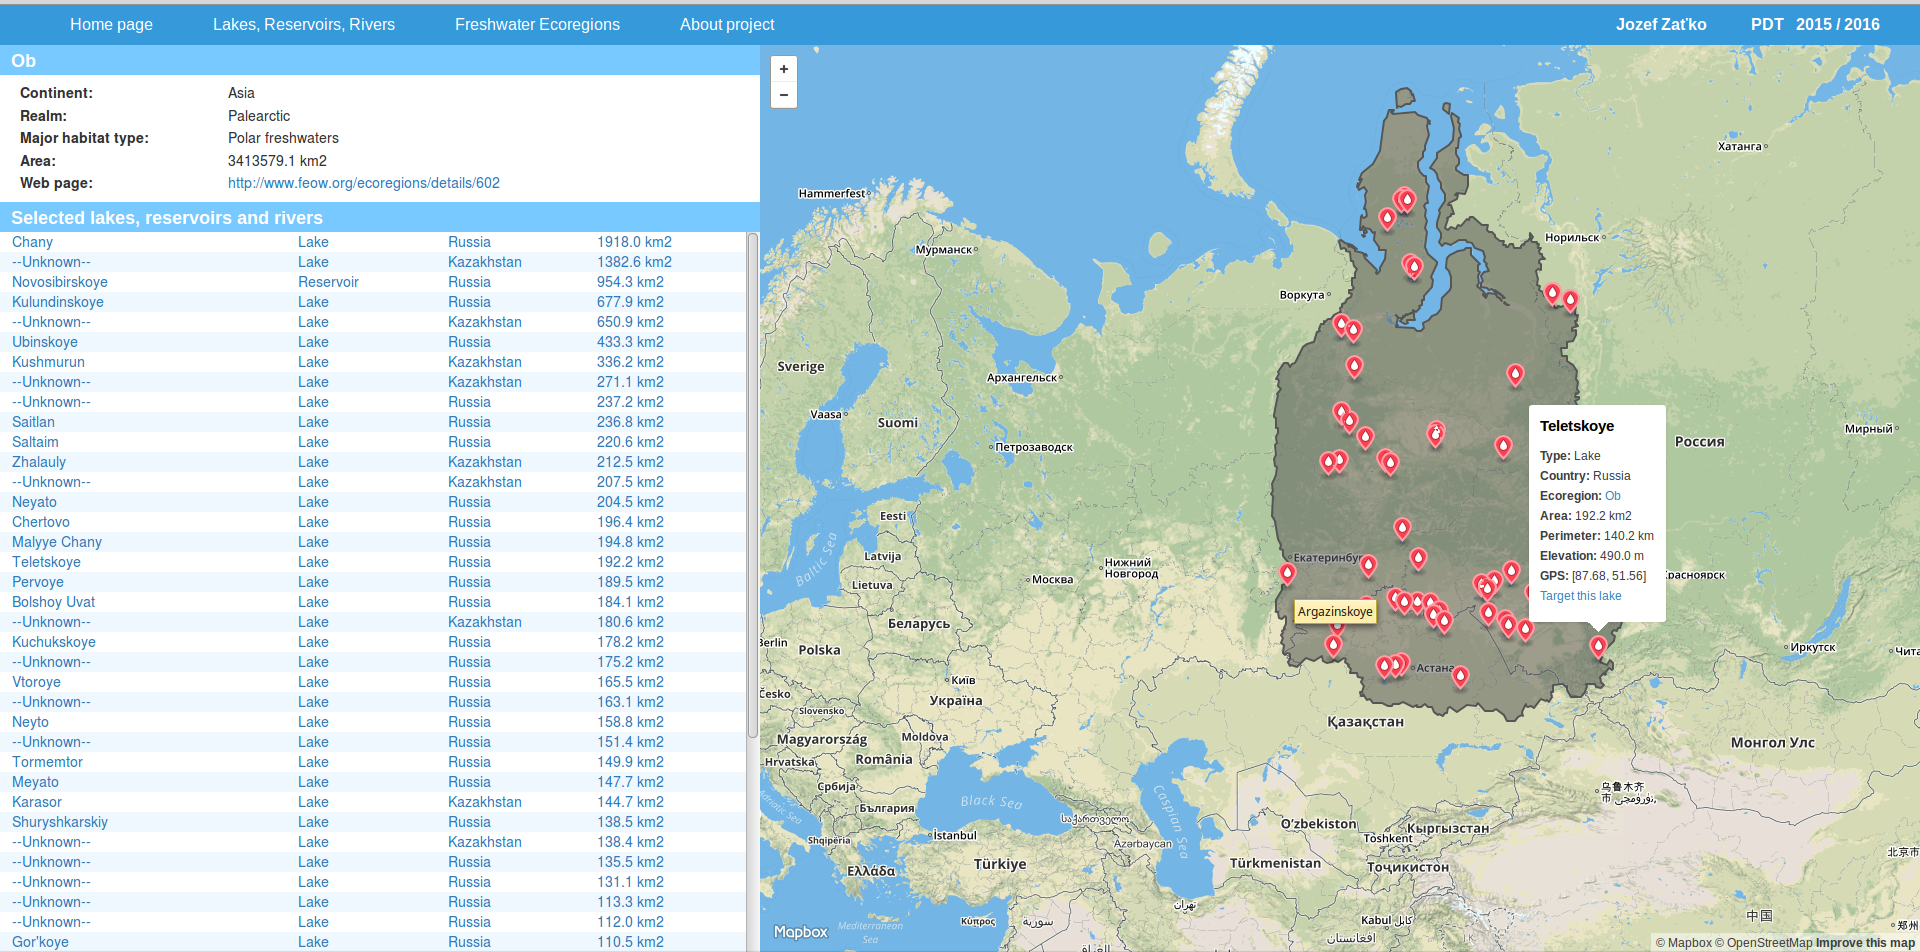 Home page Lakes, Reservoirs, Rivers Freshwater Ecoregions About project Jozef Zaťko PDT 2015 / 2016
Ob
Continent: Asia
Realm: Palearctic
Major habitat type: Polar freshwaters
Area: 3413579.1 km2
Web page: http://www.feow.org/ecoregions/details/602
Selected lakes, reservoirs and rivers
Chany Lake Russia 1918.0 km2
--Unknown-- Lake Kazakhstan 1382.6 km2
Novosibirskoye Reservoir Russia 954.3 km2
Kulundinskoye Lake Russia 677.9 km2
--Unknown-- Lake Kazakhstan 650.9 km2
Ubinskoye Lake Russia 433.3 km2
Kushmurun Lake Kazakhstan 336.2 km2
--Unknown-- Lake Kazakhstan 271.1 km2
--Unknown-- Lake Russia 237.2 km2
Saitlan Lake Russia 236.8 km2
Saltaim Lake Russia 220.6 km2
Zhalauly Lake Kazakhstan 212.5 km2
--Unknown-- Lake Kazakhstan 207.5 km2
Neyato Lake Russia 204.5 km2
Chertovo Lake Russia 196.4 km2
Malyye Chany Lake Russia 194.8 km2
Teletskoye Lake Russia 192.2 km2
Pervoye Lake Russia 189.5 km2
Bolshoy Uvat Lake Russia 184.1 km2
--Unknown-- Lake Kazakhstan 180.6 km2
Kuchukskoye Lake Russia 178.2 km2
--Unknown-- Lake Russia 175.2 km2
Vtoroye Lake Russia 165.5 km2
--Unknown-- Lake Russia 163.1 km2
Neyto Lake Russia 158.8 km2
--Unknown-- Lake Russia 151.4 km2
Tormemtor Lake Russia 149.9 km2
Meyato Lake Russia 147.7 km2
Karasor Lake Kazakhstan 144.7 km2
Shuryshkarskiy Lake Russia 138.5 km2
--Unknown-- Lake Kazakhstan 138.4 km2
--Unknown-- Lake Russia 135.5 km2
--Unknown-- Lake Russia 131.1 km2
--Unknown-- Lake Russia 113.3 km2
--Unknown-- Lake Russia 112.0 km2
Gor'koye Lake Russia 110.5 km2
+
−
Хатанга
Hammerfest
Норильск
Мурманск
Воркута
Sverige
Архангельск
Vaasa
Suomi
Петрозаводск
Мирный
Россия
Teletskoye
Type: Lake
Country: Russia
Ecoregion: Ob
Area: 192.2 km2
Perimeter: 140.2 km
Elevation: 490.0 m
GPS: [87.68, 51.56]
Target this lake
Eesti
Baltic Sea
Latvija
Екатеринбур
Нижний
Новгород
Москва
Lietuva
Красноярск
Argazinskoye
Беларусь
Berlin
Polska
Иркутск
Чита
Астана
Київ
Česko
Україна
Slovensko
Қазақстан
Magyarország
Moldova
Монгол Улс
Hrvatska
România
Србија
乌鲁木齐
市
Adriatic Sea
България
Black Sea
Caspian Sea
საქართველო
O'zbekiston
Кыргызстан
Toshkent
Shqipëria
İstanbul
Azərbaycan
北京市
Türkiye
Türkmenistan
Тоҷикистон
Ελλάδα
تهران
Κύπρος
سوريا
Kabul کابل
中国
Mapbox
Mediterranean
Sea
郑州
افغانستان
العراق
© Mapbox © OpenStreetMap Improve this map